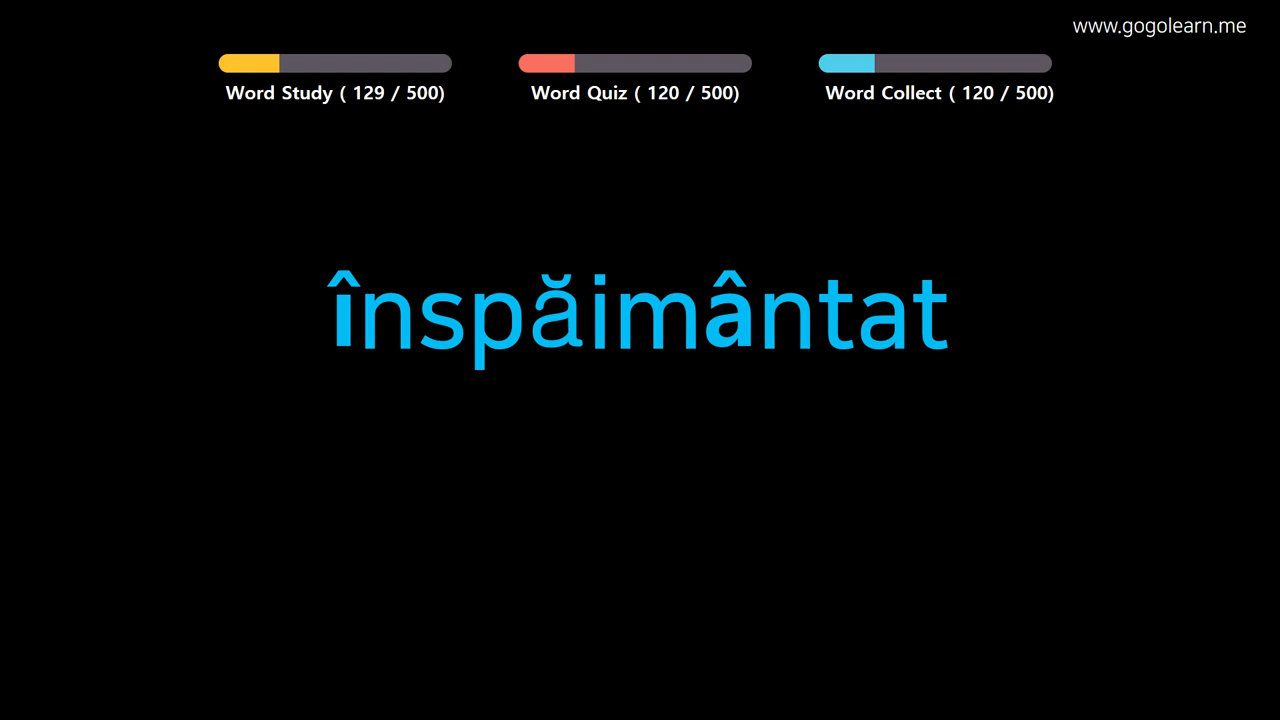 www.gogolearn.me
Word Study ( 129 / 500)
Word Quiz ( 120 / 500)
Word Collect ( 120 / 500)
înspăimântat